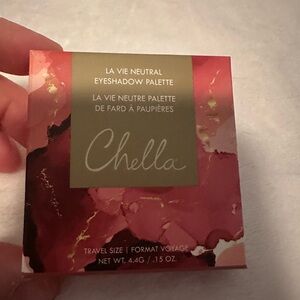 LA VIE NEUTRAL
EYESHADOW PALETTE
LA VIE NEUTRE PALETTE
DE FARD À PAUPIÈRES
Chella
TRAVEL SIZE | FORMAT VOYAGE
NET WT. 4.4G / .15 OZ.